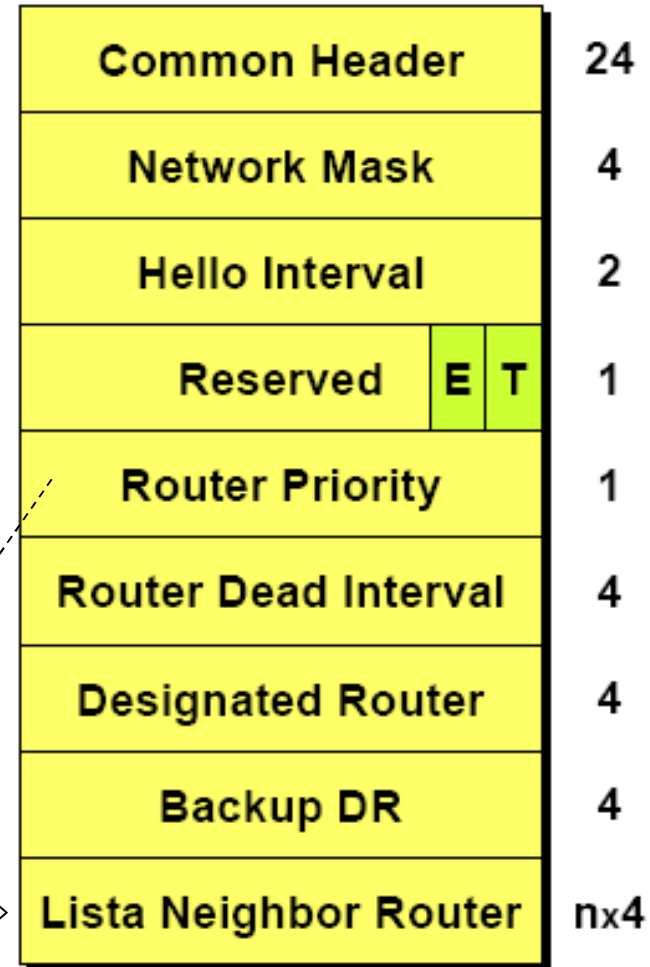 Common Header 24
Network Mask 4
Hello Interval 2
Reserved E T 1
Router Priority 1
Router Dead Interval 4
Designated Router 4
Backup DR 4
Lista Neighbor Router nx4